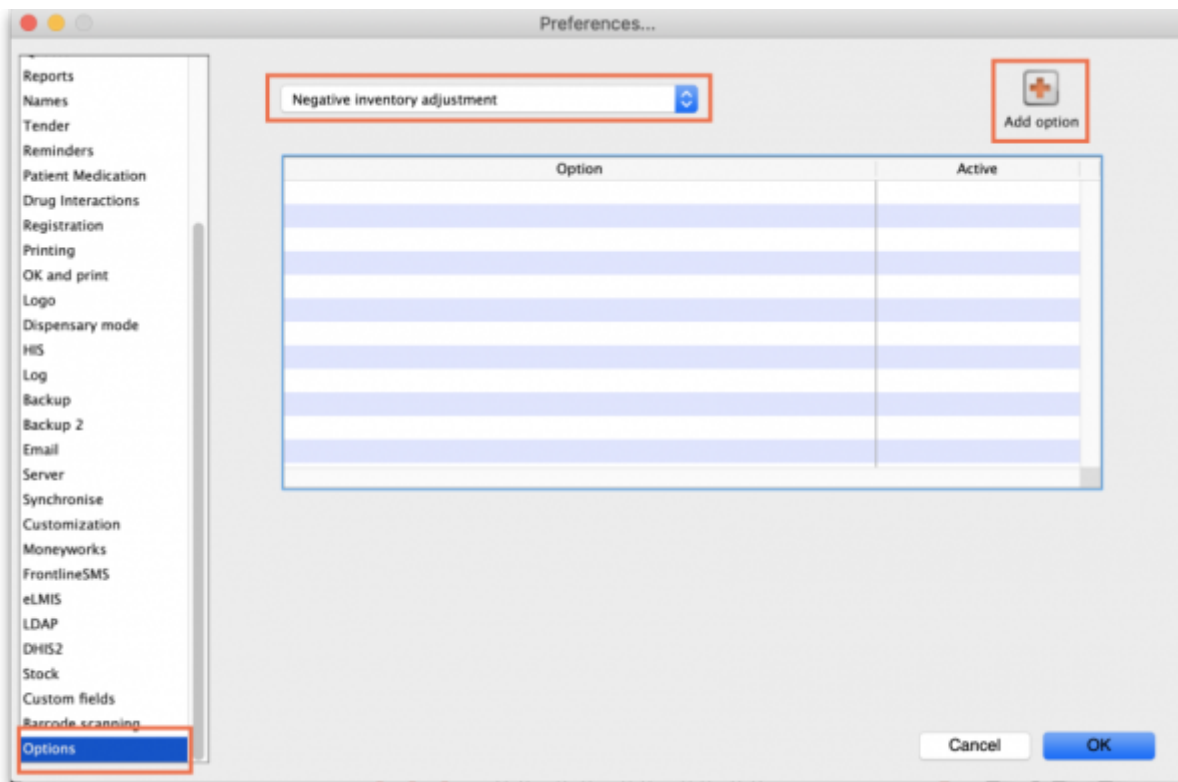 Preferences...
Reports
Names
Tender
Reminders
Patient Medication
Drug Interactions
Registration
Printing
OK and print
Logo
Dispensary mode
HIS
Log
Backup
Backup 2
Email
Server
Synchronise
Customization
Moneyworks
FrontlineSMS
eLMIS
LDAP
DHIS2
Stock
Custom fields
Barcode scanning
Options
Negative inventory adjustment
Add option
Option Active
Cancel OK